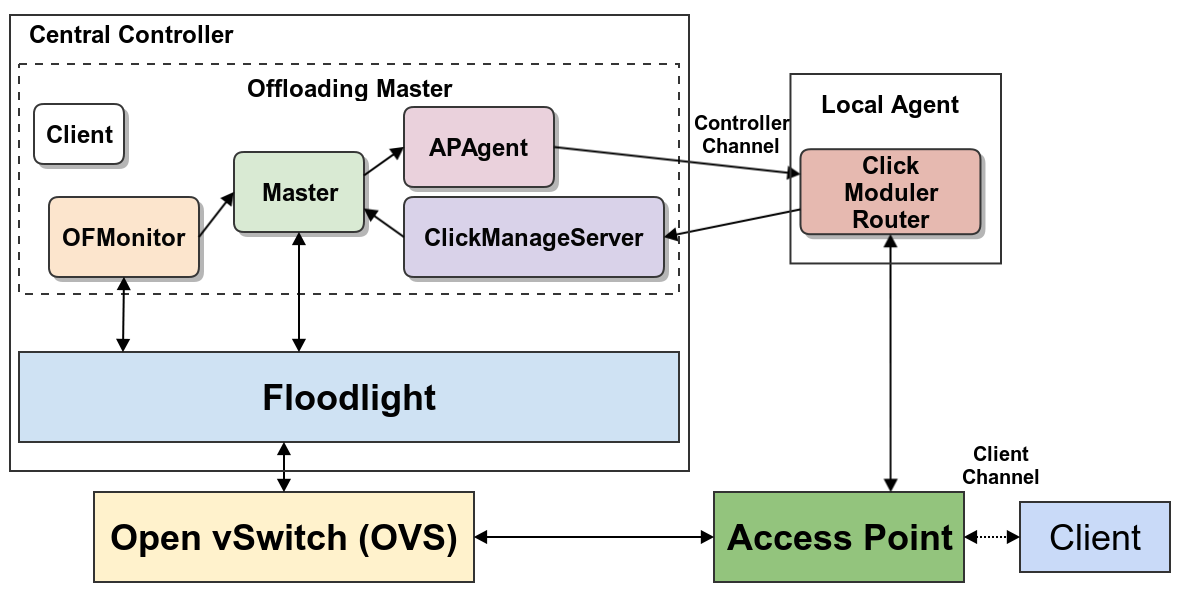 Central Controller
Offloading Master
Client
OFMonitor
Master
APAgent
ClickManageServer
Controller
Channel
Local Agent
Click
Moduler
Router
Floodlight
Open vSwitch (OVS)
Access Point
Client
Channel
Client